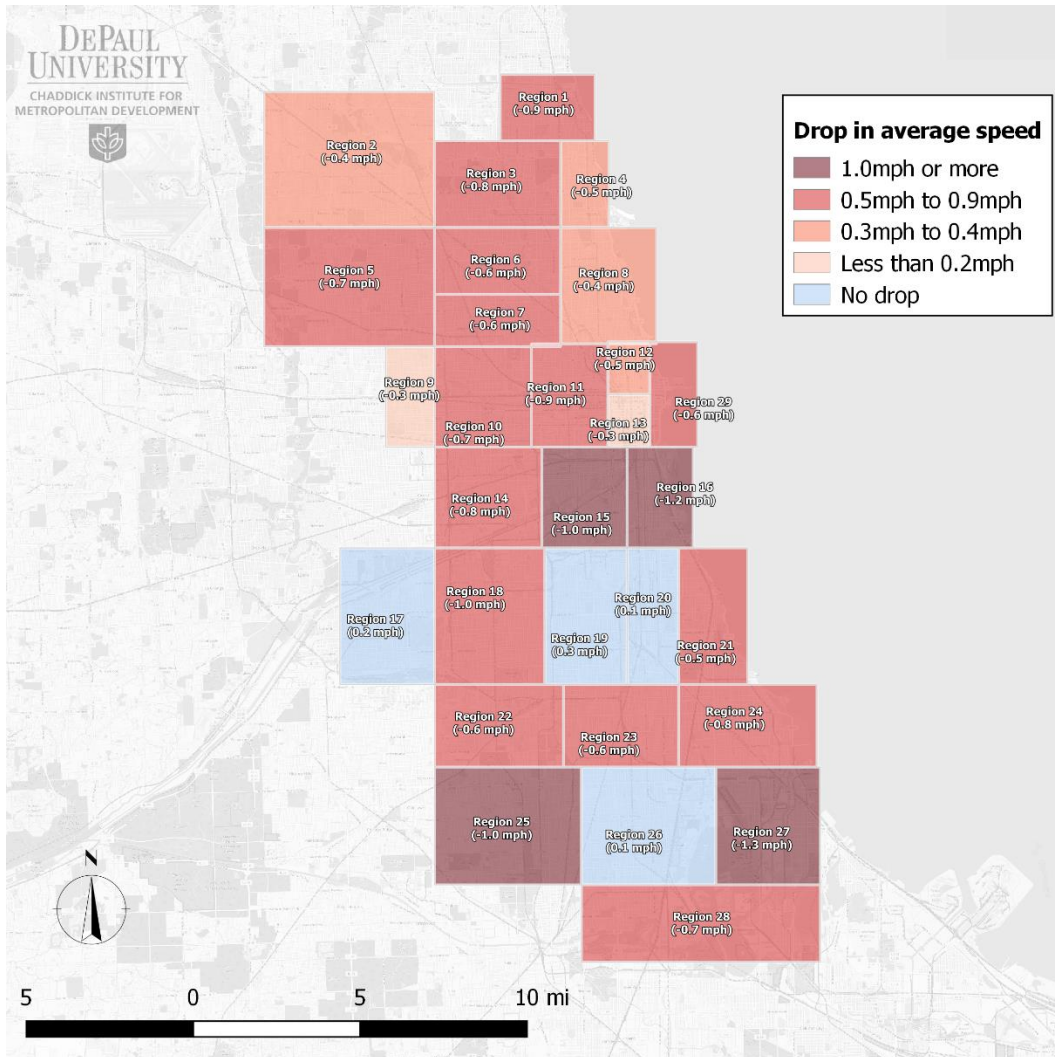 DEPAUL
UNIVERSITY
CHADDICK INSTITUTE FOR
METROPOLITAN DEVELOPMENT
Drop in average speed
1.0mph or more
0.5mph to 0.9mph
0.3mph to 0.4mph
Less than 0.2mph
No drop
Region 1
(-0.9 mph)
Region 2
(-0.4 mph)
Region 3
(-0.8 mph)
Region 4
(-0.5 mph)
Region 5
(-0.7 mph)
Region 6
(-0.6 mph)
Region 7
(-0.6 mph)
Region 8
(-0.4 mph)
Region 9
(-0.3 mph)
Region 10
(-0.7 mph)
Region 11
(-0.9 mph)
Region 12
(-0.5 mph)
Region 13
(-0.3 mph)
Region 29
(-0.6 mph)
Region 14
(-0.8 mph)
Region 15
(-1.0 mph)
Region 16
(-1.2 mph)
Region 17
(0.2 mph)
Region 18
(-1.0 mph)
Region 19
(0.3 mph)
Region 20
(0.1 mph)
Region 21
(-0.5 mph)
Region 22
(-0.6 mph)
Region 23
(-0.6 mph)
Region 24
(-0.8 mph)
Region 25
(-1.0 mph)
Region 26
(0.1 mph)
Region 27
(-1.3 mph)
Region 28
(-0.7 mph)
N
5 0 5 10 mi